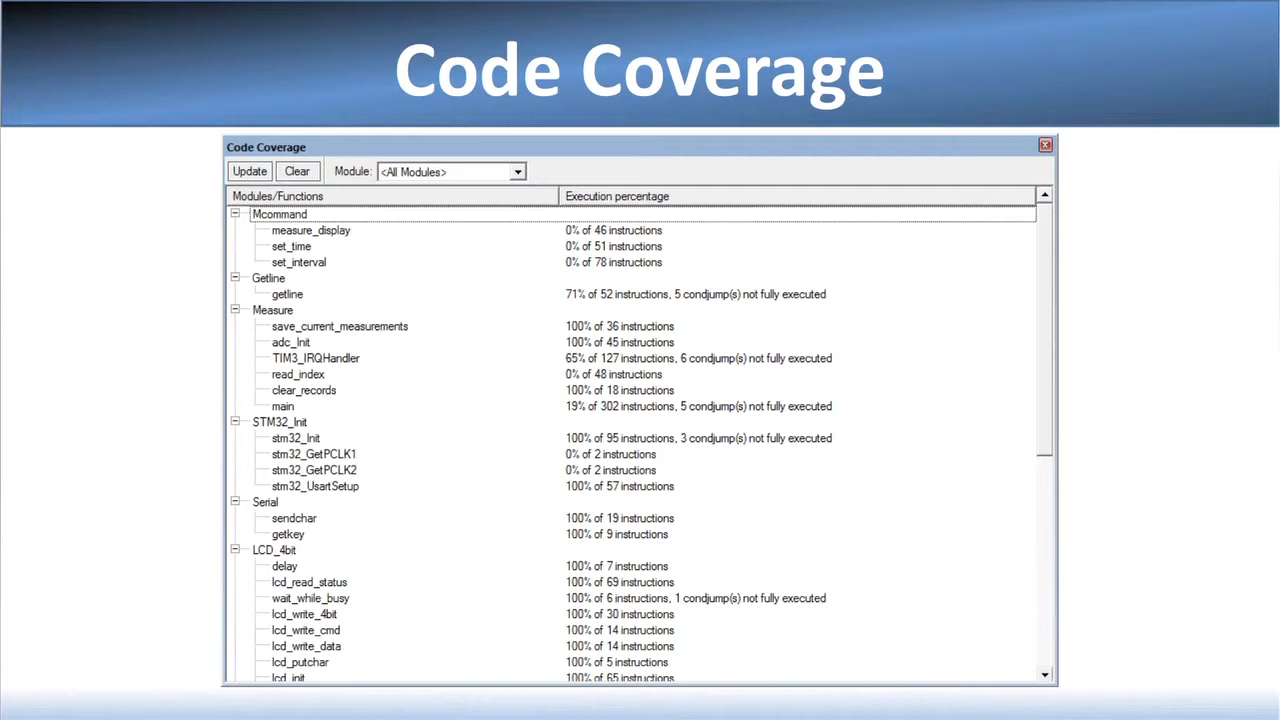 Code Coverage
Code Coverage
Update Clear Module: <All Modules>
Modules/Functions Execution percentage
Mcommand
measure_display 0% of 46 instructions
set_time 0% of 51 instructions
set_interval 0% of 78 instructions
Getline
getline 71% of 52 instructions, 5 condjump(s) not fully executed
Measure
save_current_measurements 100% of 36 instructions
adc_Init 100% of 45 instructions
TIM3_IRQHandler 65% of 127 instructions, 6 condjump(s) not fully executed
read_index 0% of 48 instructions
clear_records 100% of 18 instructions
main 19% of 302 instructions, 5 condjump(s) not fully executed
STM32_Init
stm32_Init 100% of 95 instructions, 3 condjump(s) not fully executed
stm32_GetPCLK1 0% of 2 instructions
stm32_GetPCLK2 0% of 2 instructions
stm32_UsartSetup 100% of 57 instructions
Serial
sendchar 100% of 19 instructions
getkey 100% of 9 instructions
LCD_4bit
delay 100% of 7 instructions
lcd_read_status 100% of 69 instructions
wait_while_busy 100% of 6 instructions, 1 condjump(s) not fully executed
lcd_write_4bit 100% of 30 instructions
lcd_write_cmd 100% of 14 instructions
lcd_write_data 100% of 14 instructions
lcd_putchar 100% of 5 instructions
lcd_init 100% of 65 instructions